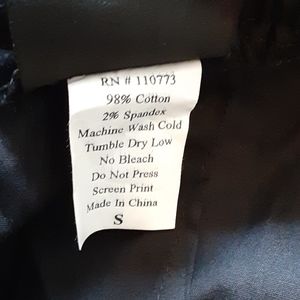 RN # 110773
98% Cotton
2% Spandex
Machine Wash Cold
Tumble Dry Low
No Bleach
Do Not Press
Screen Print
Made In China
S